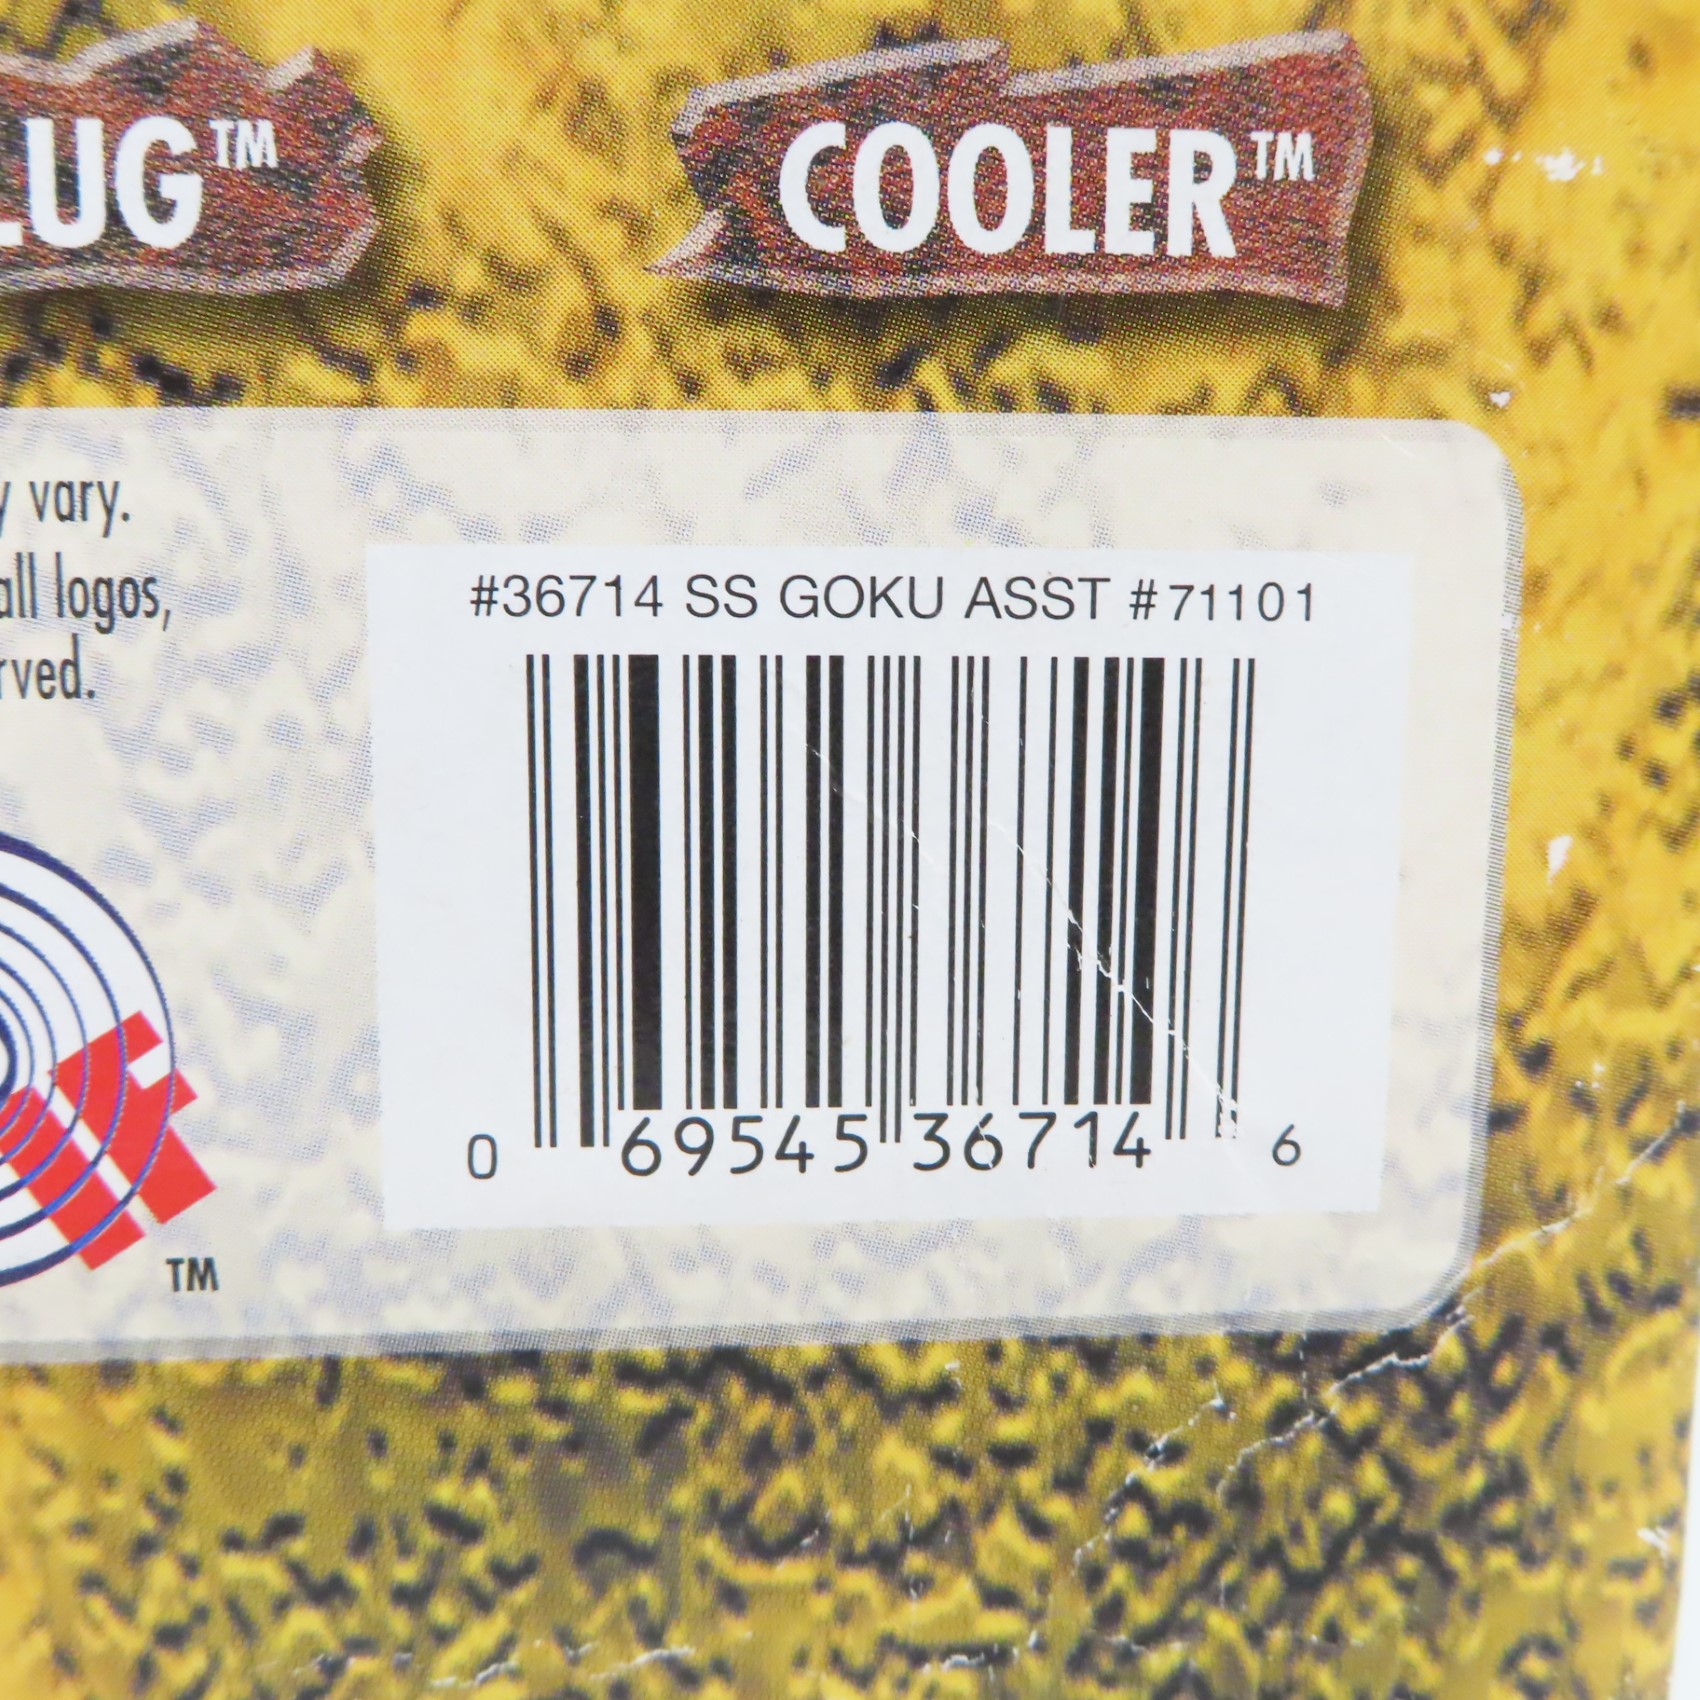 LUG™
COOLER™
y vary.
all logos,
rved.
#36714 SS GOKU ASST #71101
0 69545 36714 6
TM